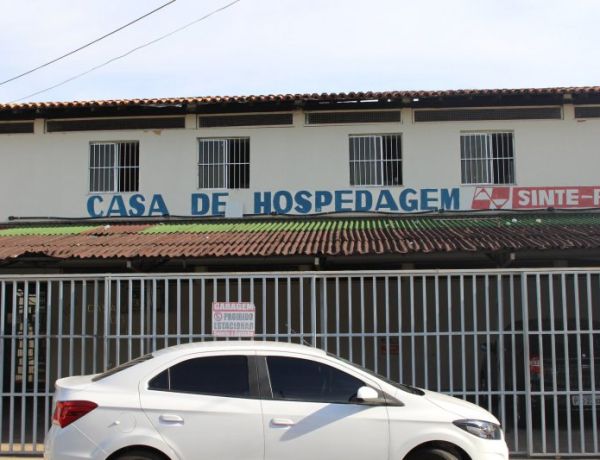 CASA DE HOSPEDAGEM SINTE-P
GARAGEM
PROIBIDO
ESTACIONAR